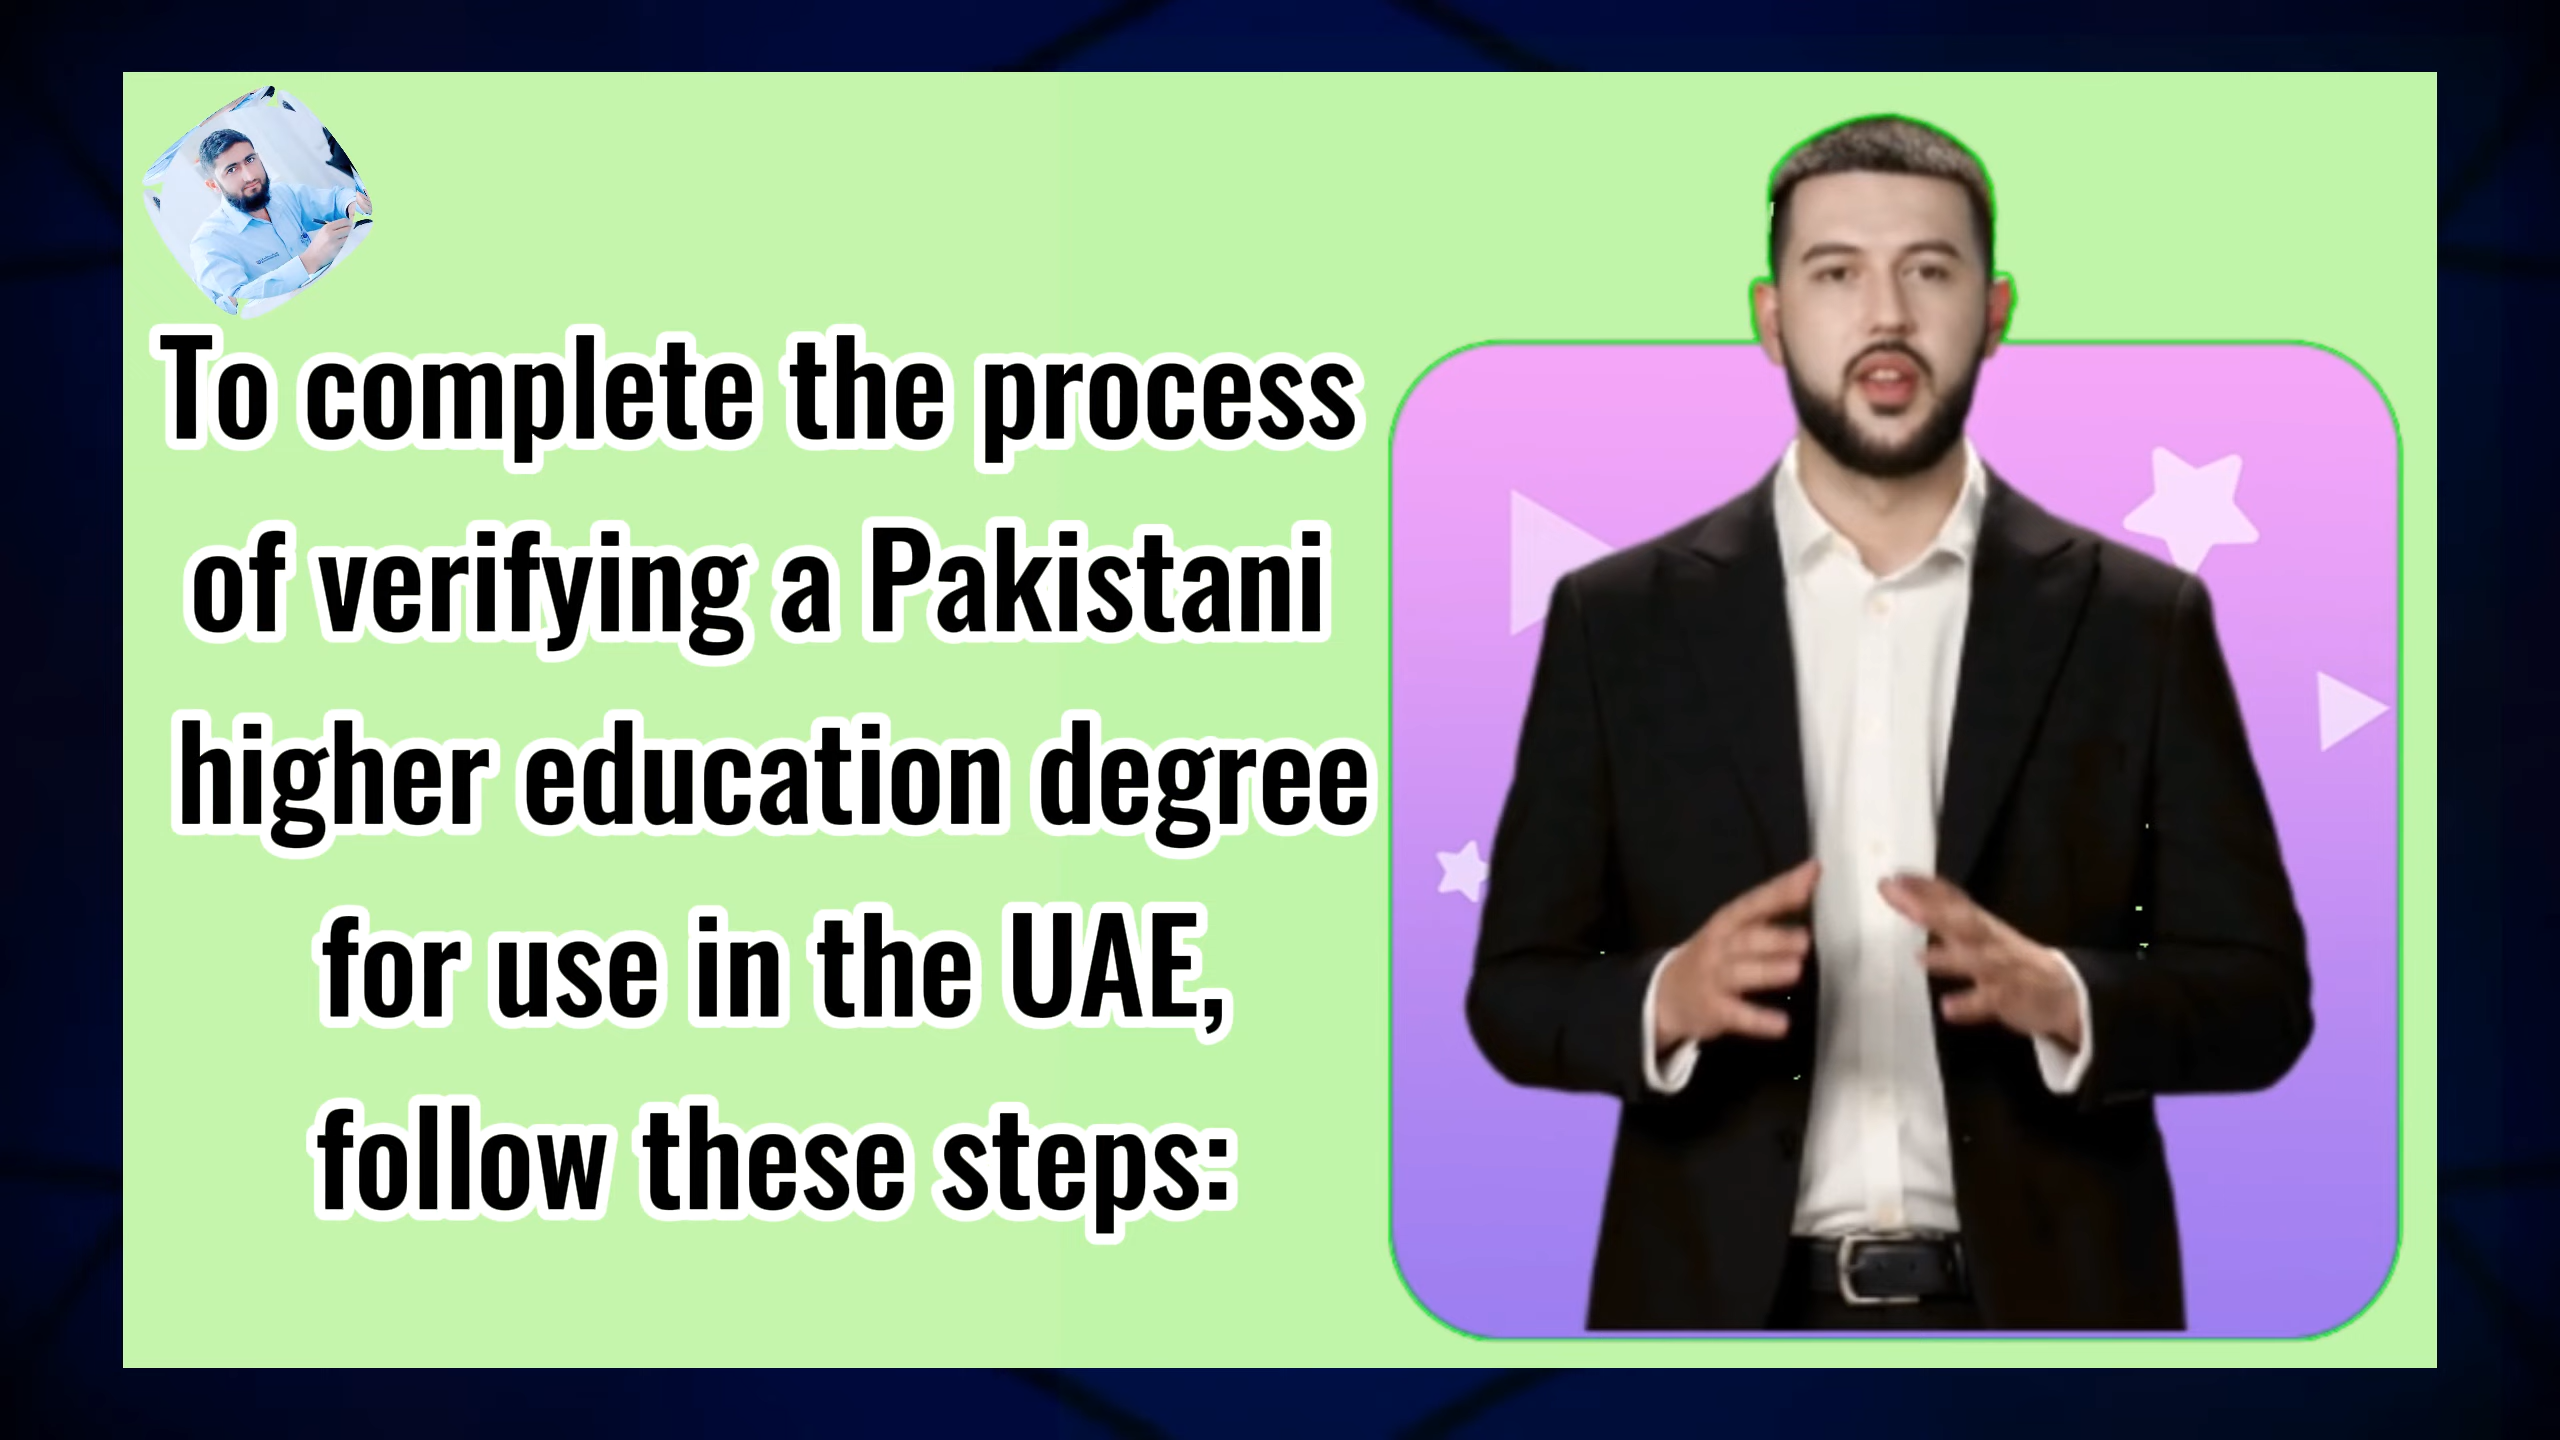 To complete the process
of verifying a Pakistani
higher education degree
for use in the UAE,
follow these steps: